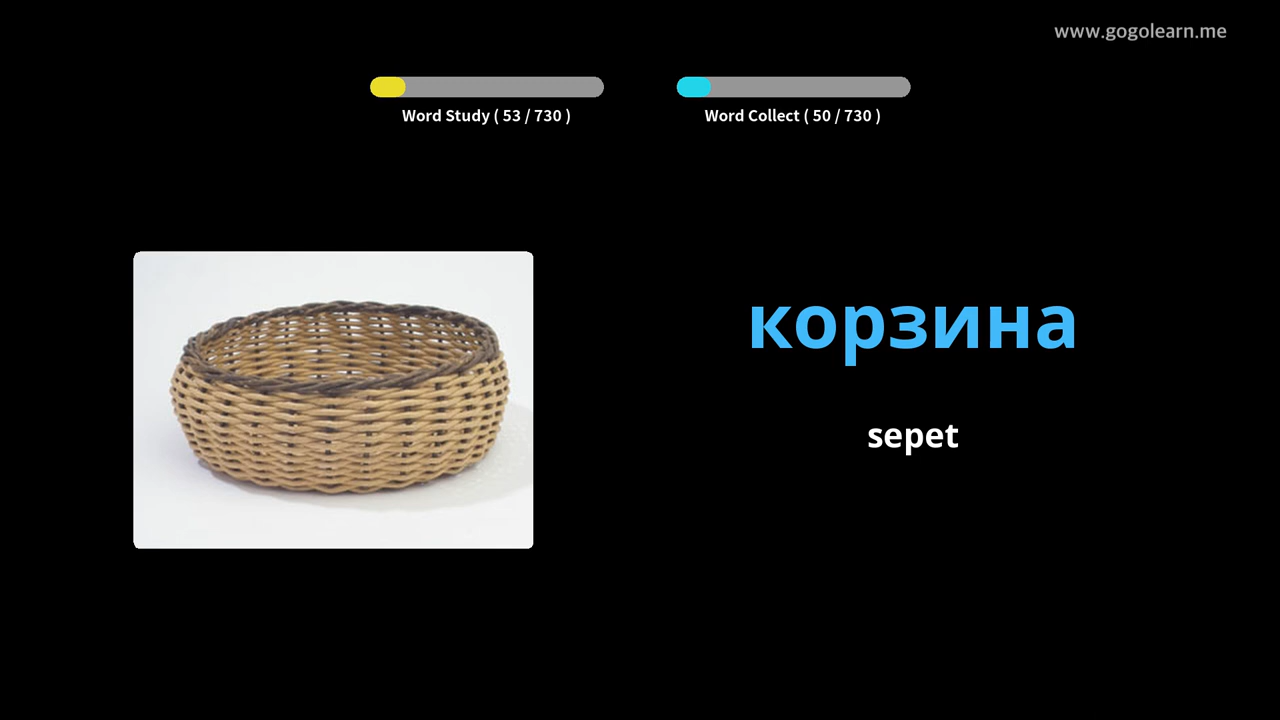 www.gogolearn.me
Word Study ( 53 / 730 )
Word Collect ( 50 / 730 )
корзина
sepet